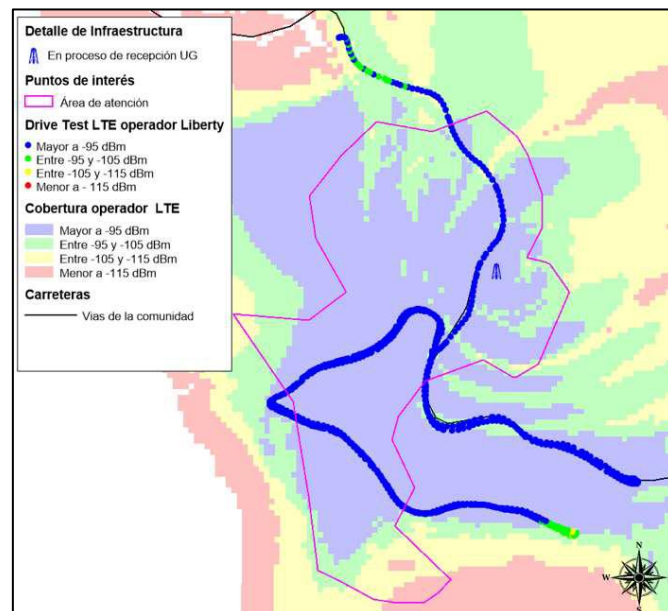 Detalle de Infraestructura
En proceso de recepción UG
Puntos de interés
Área de atención
Drive Test LTE operador Liberty
Mayor a -95 dBm
Entre -95 y -105 dBm
Entre -105 y -115 dBm
Menor a - 115 dBm
Cobertura operador LTE
Mayor a -95 dBm
Entre -95 y -105 dBm
Entre -105 y -115 dBm
Menor a -115 dBm
Carreteras
Vias de la comunidad
N
W E
S